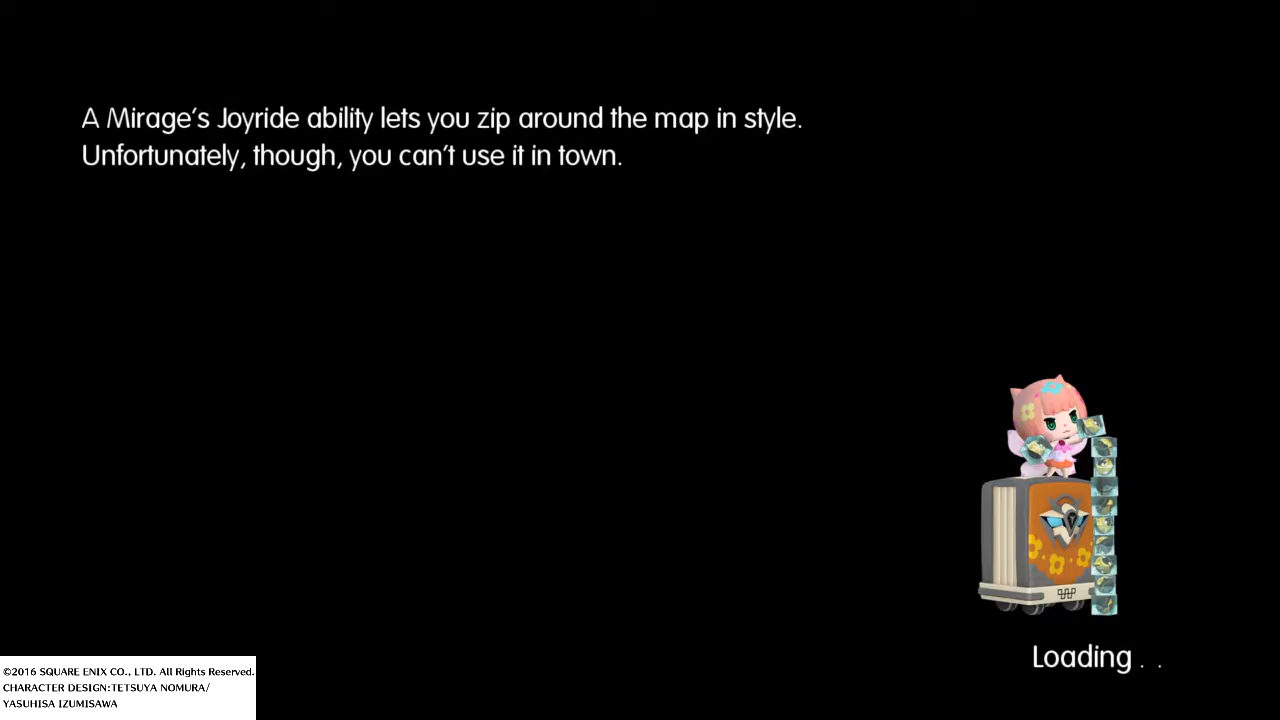 A Mirage's Joyride ability lets you zip around the map in style.
Unfortunately, though, you can't use it in town.
Loading . .
©2016 SQUARE ENIX CO., LTD. All Rights Reserved.
CHARACTER DESIGN:TETSUYA NOMURA/
YASUHISA IZUMISAWA